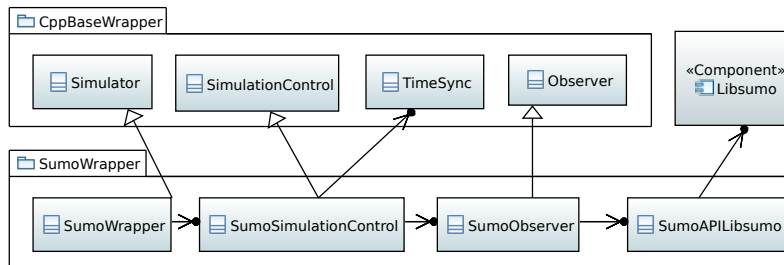 CppBaseWrapper
Simulator
SimulationControl
TimeSync
Observer
«Component»
Libsumo
SumoWrapper
SumoWrapper
SumoSimulationControl
SumoObserver
SumoAPILibsumo